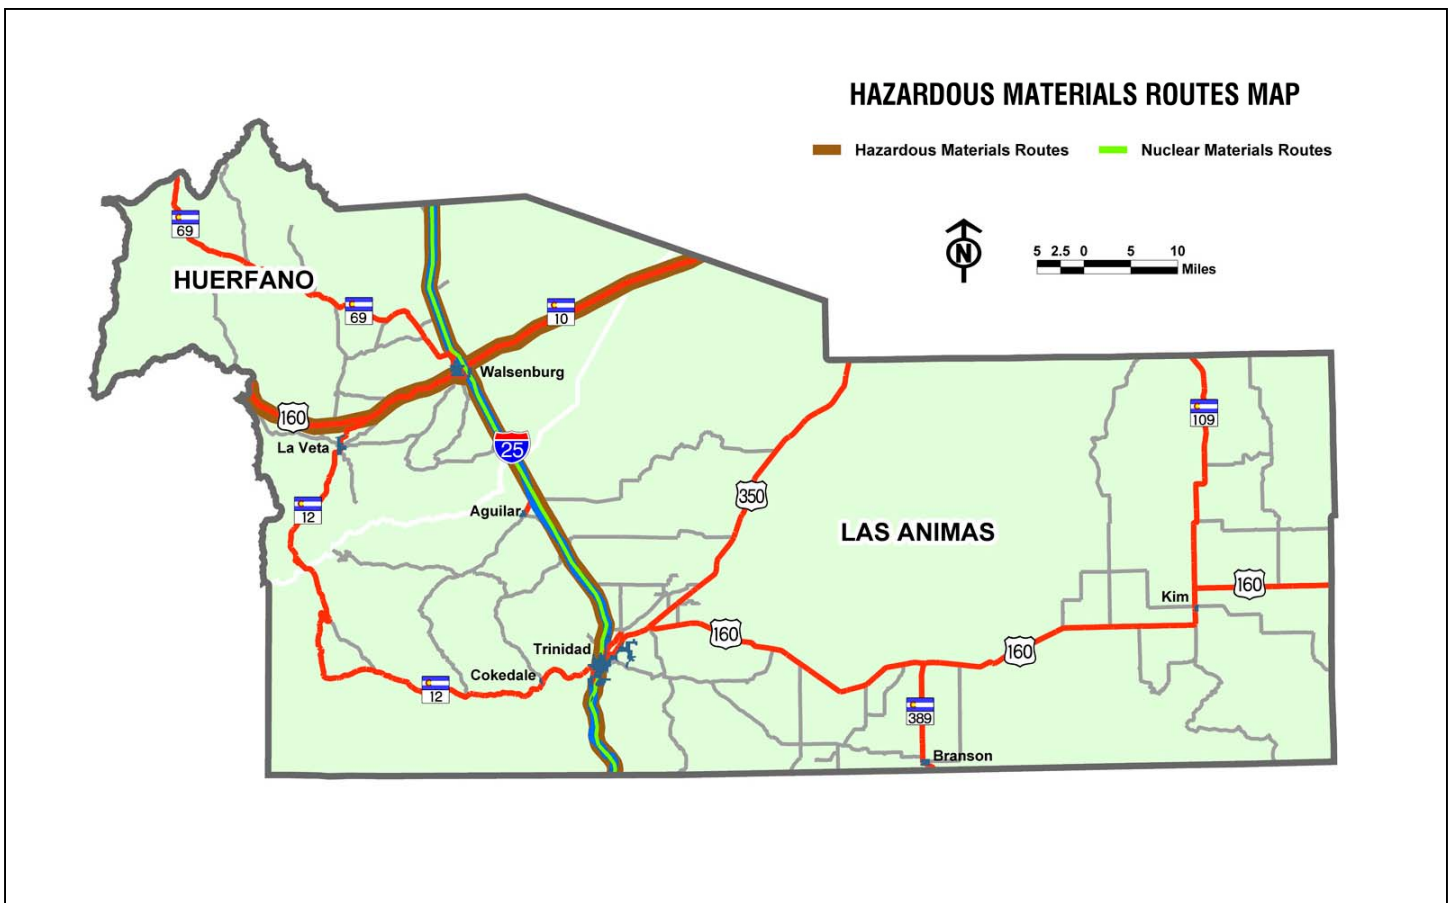 HAZARDOUS MATERIALS ROUTES MAP
Hazardous Materials Routes
Nuclear Materials Routes
N
5 2.5 0 5 10
Miles
69
HUERFANO
69
10
Walsenburg
160
La Veta
25
109
12
350
Aguilar
LAS ANIMAS
160
Kim
160
160
Trinidad
Cokedale
12
389
Branson